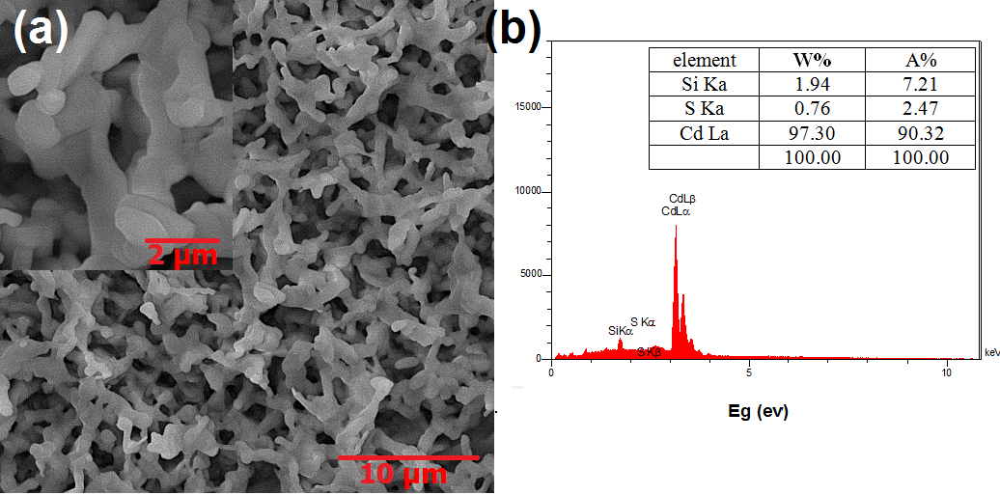 (a)
2 μm
10 μm
(b)
element W% A%
Si Ka 1.94 7.21
S Ka 0.76 2.47
Cd La 97.30 90.32
100.00 100.00
15000
10000
5000
0
CdLβ
CdLα
S Kα
SiKα
S Kβ
0 5 10 keV
Eg (ev)